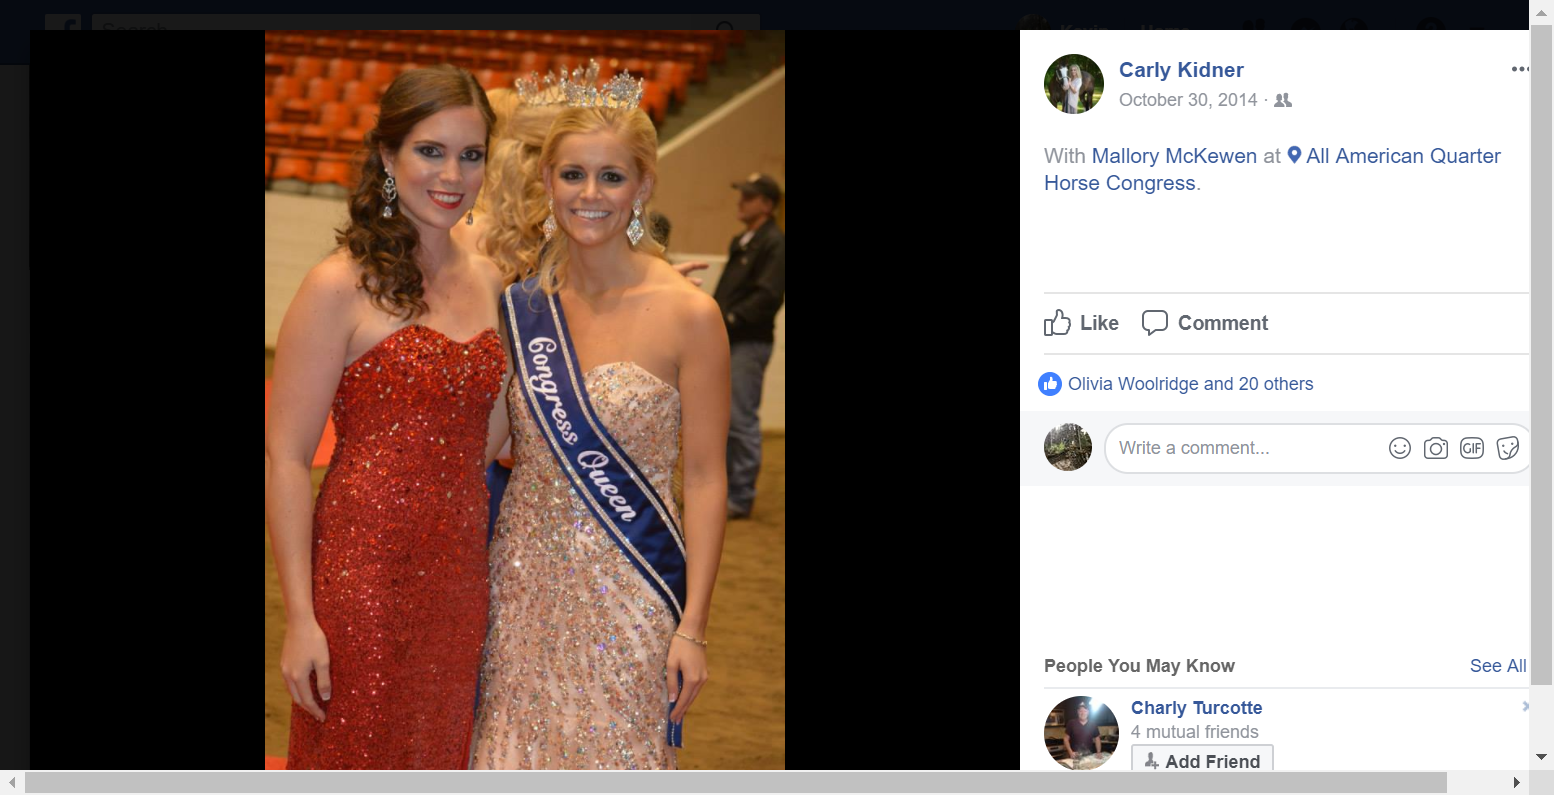 Search
Carly Kidner
October 30, 2014 ·
With Mallory McKewen at All American Quarter
Horse Congress.
Like Comment
Olivia Woolridge and 20 others
Write a comment...
GIF
People You May Know
See All
Charly Turcotte
4 mutual friends
Add Friend
Congress Queen